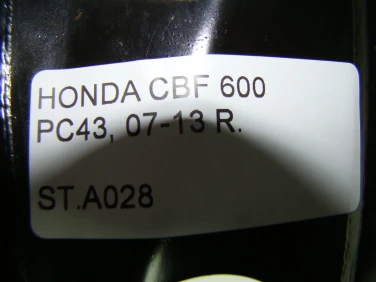 HONDA CBF 600
PC43, 07-13 R.
ST.A028